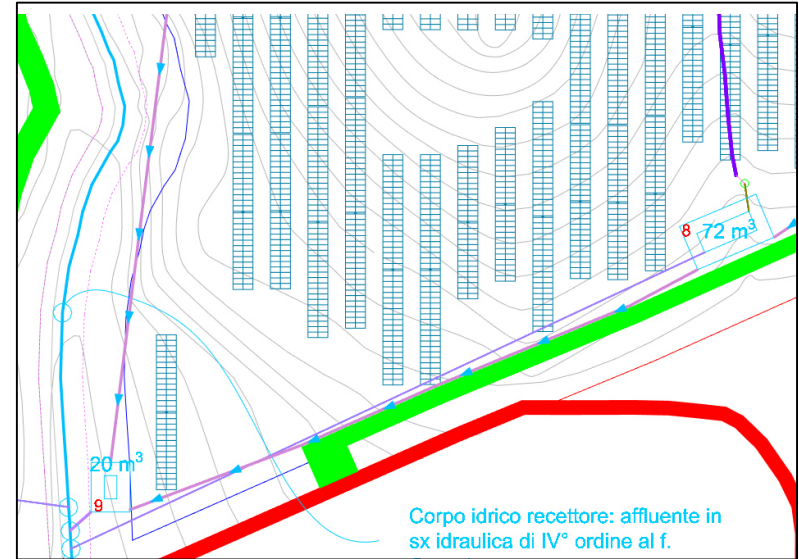 8
72 m³
20 m³
9
Corpo idrico recettore: affluente in
sx idraulica di IV° ordine al f.